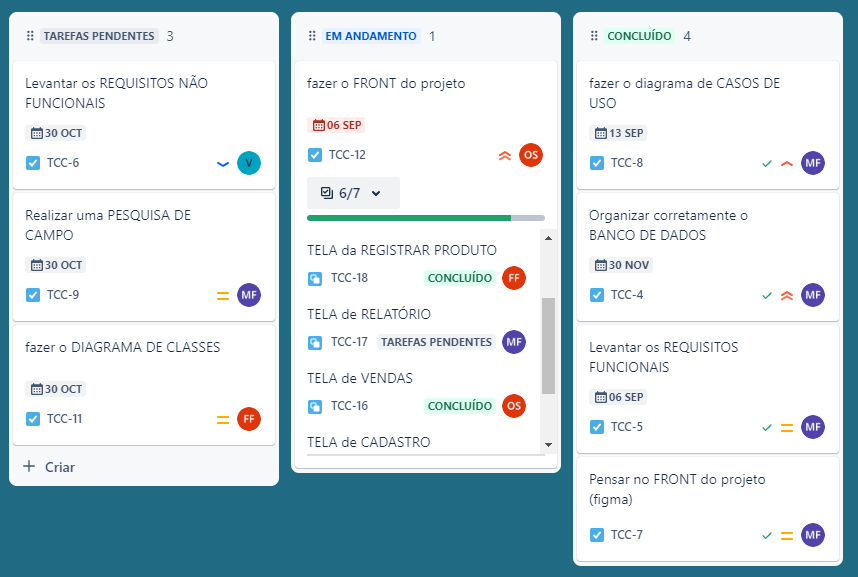 TAREFAS PENDENTES 3
Levantar os REQUISITOS NÃO
FUNCIONAIS
30 OCT
TCC-6 V
Realizar uma PESQUISA DE
CAMPO
30 OCT
TCC-9 MF
fazer o DIAGRAMA DE CLASSES
30 OCT
TCC-11 FF
+ Criar
EM ANDAMENTO 1
fazer o FRONT do projeto
06 SEP
TCC-12 OS
6/7
TELA da REGISTRAR PRODUTO
TCC-18 CONCLUÍDO FF
TELA de RELATÓRIO
TCC-17 TAREFAS PENDENTES MF
TELA de VENDAS
TCC-16 CONCLUÍDO OS
TELA de CADASTRO
CONCLUÍDO 4
fazer o diagrama de CASOS DE
USO
13 SEP
TCC-8 MF
Organizar corretamente o
BANCO DE DADOS
30 NOV
TCC-4 MF
Levantar os REQUISITOS
FUNCIONAIS
06 SEP
TCC-5 MF
Pensar no FRONT do projeto
(figma)
TCC-7 MF